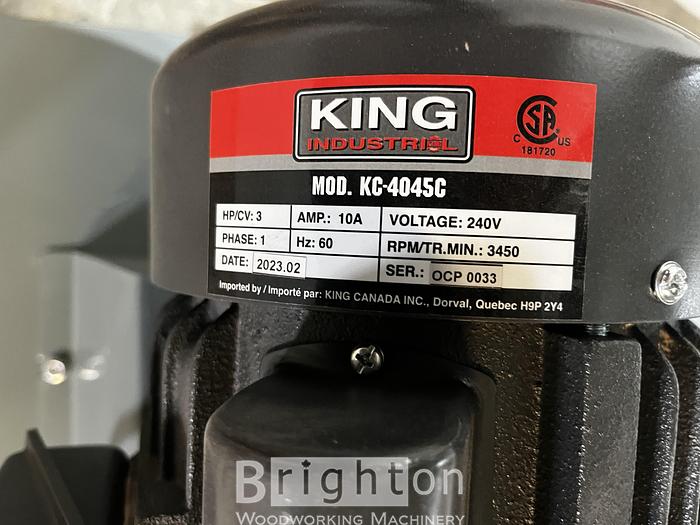 KING
INDUSTRIAL
C SA US
181720
MOD. KC-4045C
HP/CV: 3 AMP.: 10A VOLTAGE: 240V
PHASE: 1 Hz: 60 RPM/TR.MIN.: 3450
DATE: 2023.02 SER.: OCP 0033
Imported by / Importé par: KING CANADA INC., Dorval, Quebec H9P 2Y4
Brighton
WOODWORKING MACHINERY